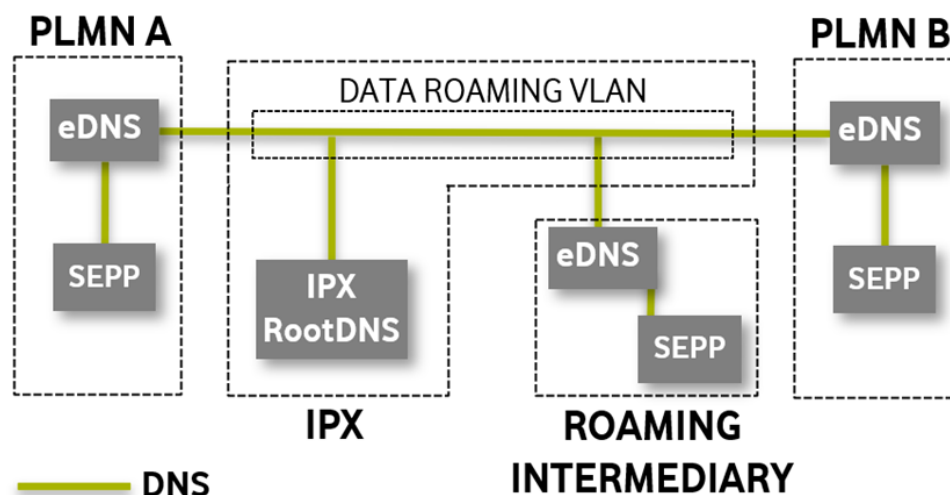 PLMN A
PLMN B
DATA ROAMING VLAN
eDNS
eDNS
SEPP
IPX
RootDNS
eDNS
SEPP
SEPP
IPX
ROAMING
INTERMEDIARY
DNS